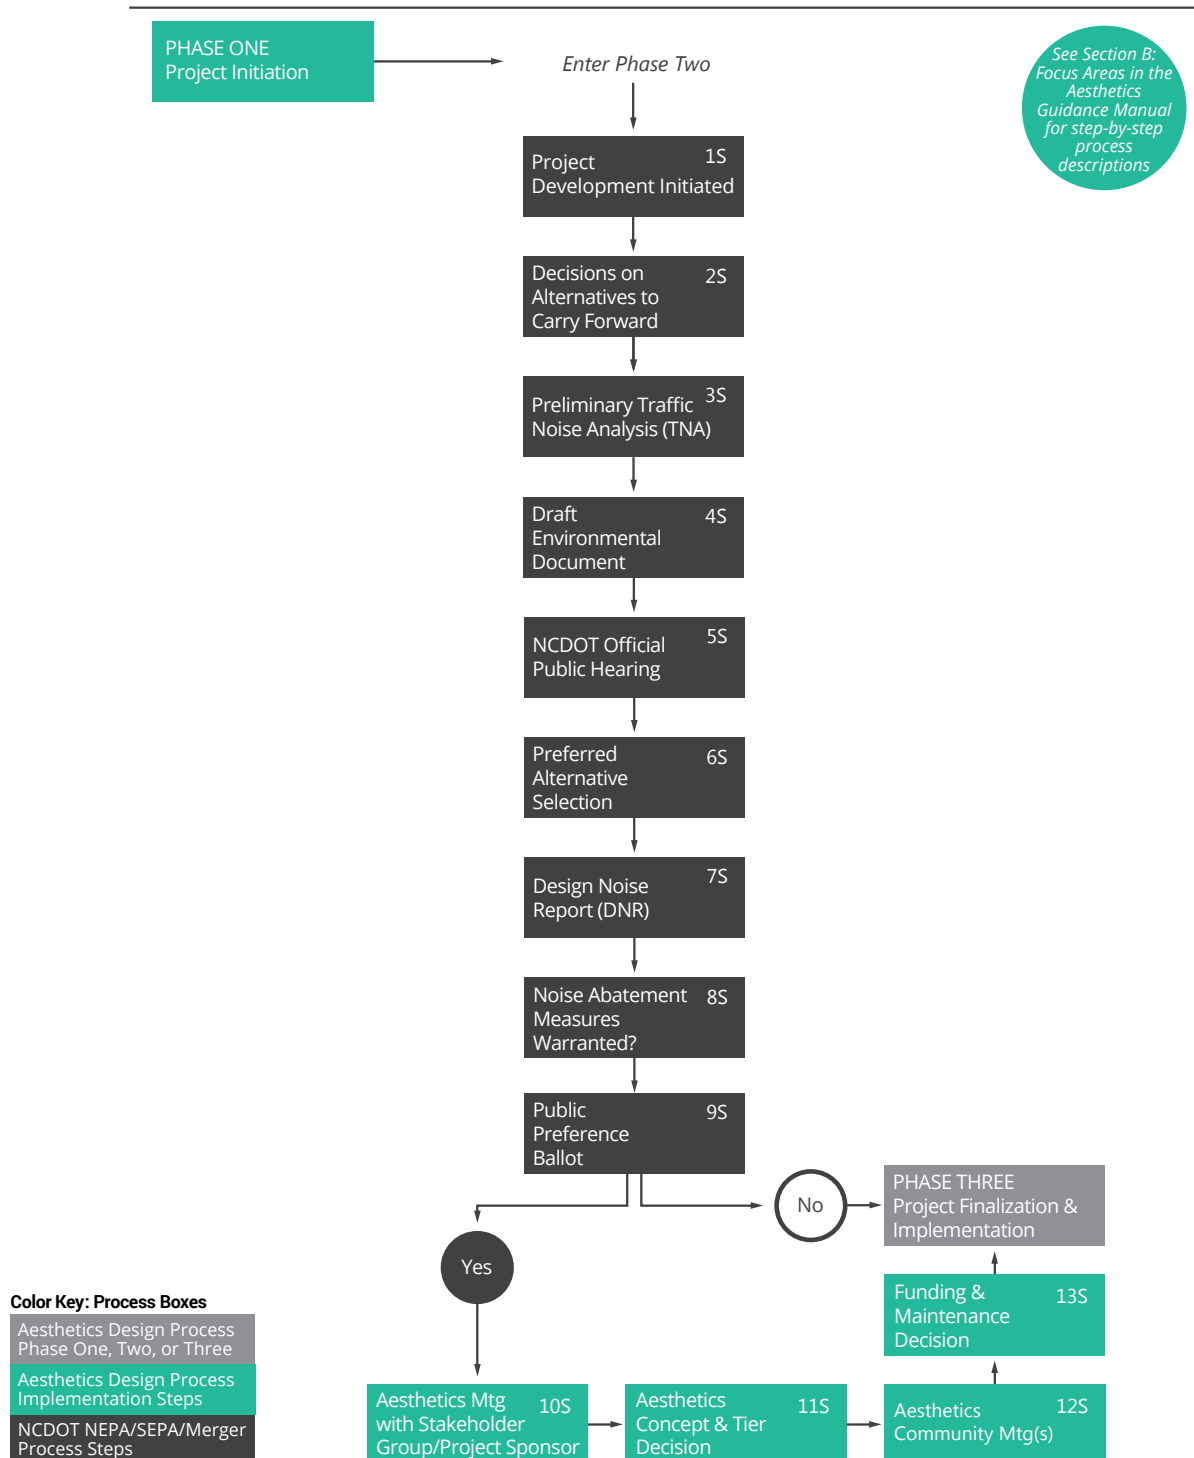 PHASE ONE
Project Initiation
Enter Phase Two
See Section B:
Focus Areas in the
Aesthetics
Guidance Manual
for step-by-step
process
descriptions
1S
Project
Development Initiated
Decisions on
Alternatives to
Carry Forward
2S
3S
Preliminary Traffic
Noise Analysis (TNA)
Draft
Environmental
Document
4S
5S
NCDOT Official
Public Hearing
Preferred
Alternative
Selection
6S
7S
Design Noise
Report (DNR)
Noise Abatement
Measures
Warranted?
8S
Public
Preference
Ballot
9S
No
PHASE THREE
Project Finalization &
Implementation
Yes
Funding &
Maintenance
Decision
13S
Color Key: Process Boxes
Aesthetics Design Process
Phase One, Two, or Three
Aesthetics Design Process
Implementation Steps
NCDOT NEPA/SEPA/Merger
Process Steps
Aesthetics Mtg
with Stakeholder
Group/Project Sponsor
10S
Aesthetics
Concept & Tier
Decision
11S
Aesthetics
Community Mtg(s)
12S